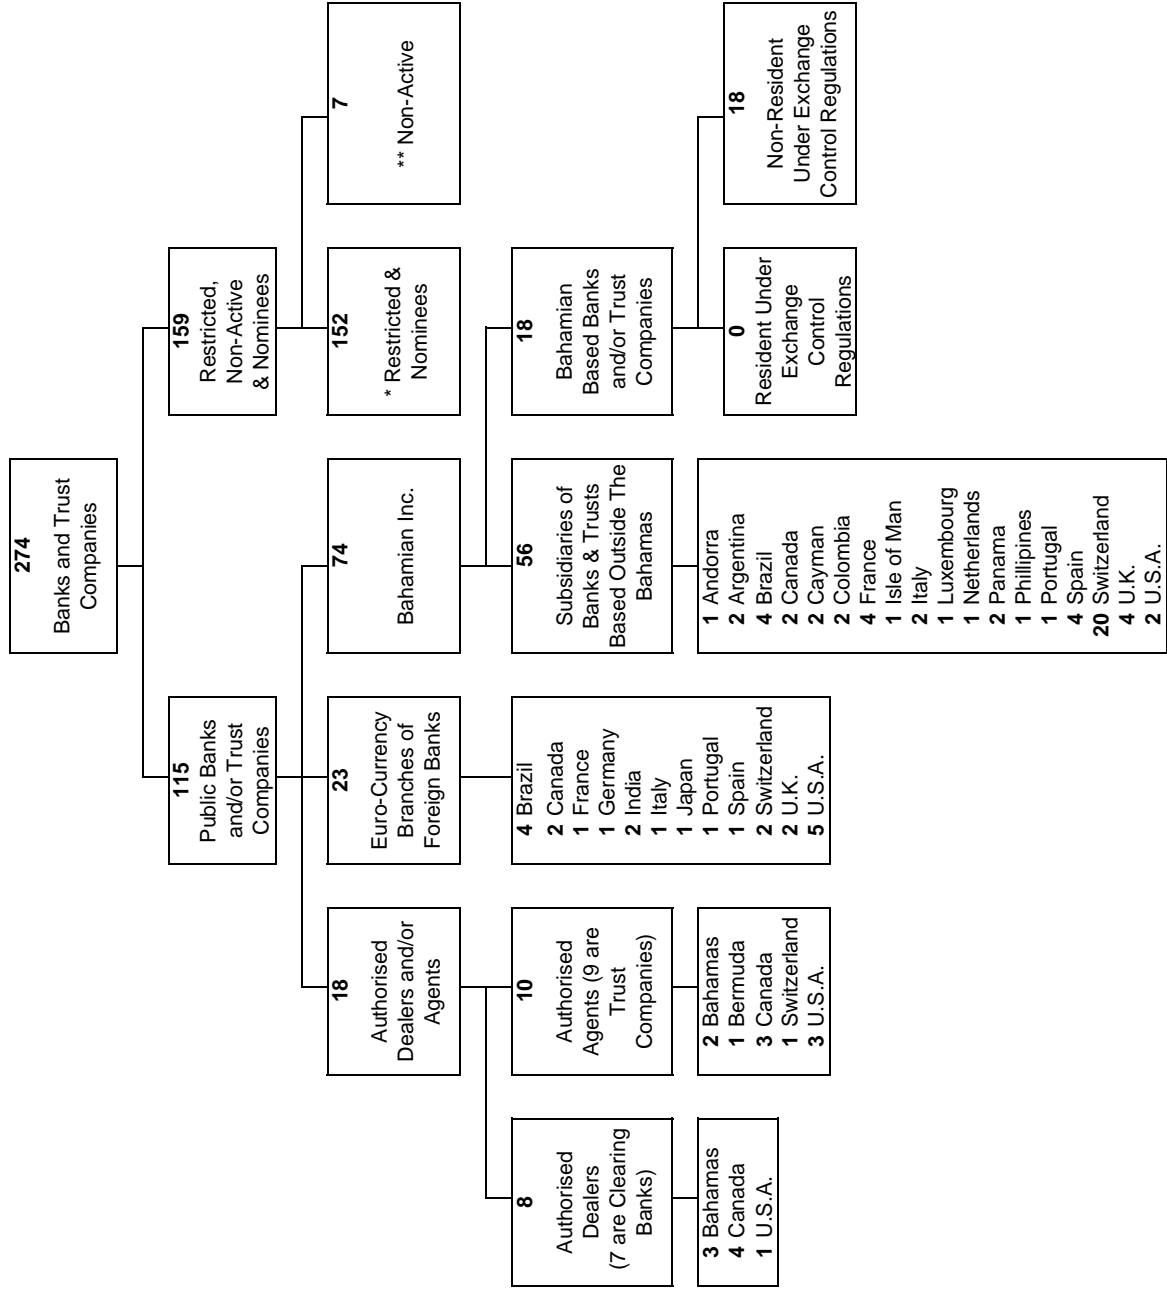 274
Banks and Trust
Companies
115
Public Banks
and/or Trust
Companies
159
Restricted,
Non-Active
& Nominees
18
Authorised
Dealers and/or
Agents
23
Euro-Currency
Branches of
Foreign Banks
74
Bahamian Inc.
152
* Restricted &
Nominees
7
** Non-Active
8
Authorised
Dealers
(7 are Clearing
Banks)
10
Authorised
Agents (9 are
Trust
Companies)
4 Brazil
2 Canada
1 France
1 Germany
2 India
1 Italy
1 Japan
1 Portugal
1 Spain
2 Switzerland
2 U.K.
5 U.S.A.
56
Subsidiaries of
Banks & Trusts
Based Outside The
Bahamas
18
Bahamian
Based Banks
and/or Trust
Companies
3 Bahamas
4 Canada
1 U.S.A.
2 Bahamas
1 Bermuda
3 Canada
1 Switzerland
3 U.S.A.
1 Andorra
2 Argentina
4 Brazil
2 Canada
2 Cayman
2 Colombia
4 France
1 Isle of Man
2 Italy
1 Luxembourg
1 Netherlands
2 Panama
1 Phillipines
1 Portugal
4 Spain
20 Switzerland
4 U.K.
2 U.S.A.
0
Resident Under
Exchange
Control
Regulations
18
Non-Resident
Under Exchange
Control Regulations